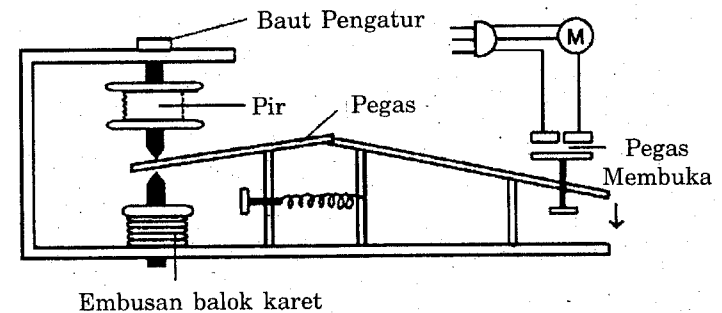 Baut Pengatur
M
Pir
Pegas
Pegas
Membuka
Embusan balok karet